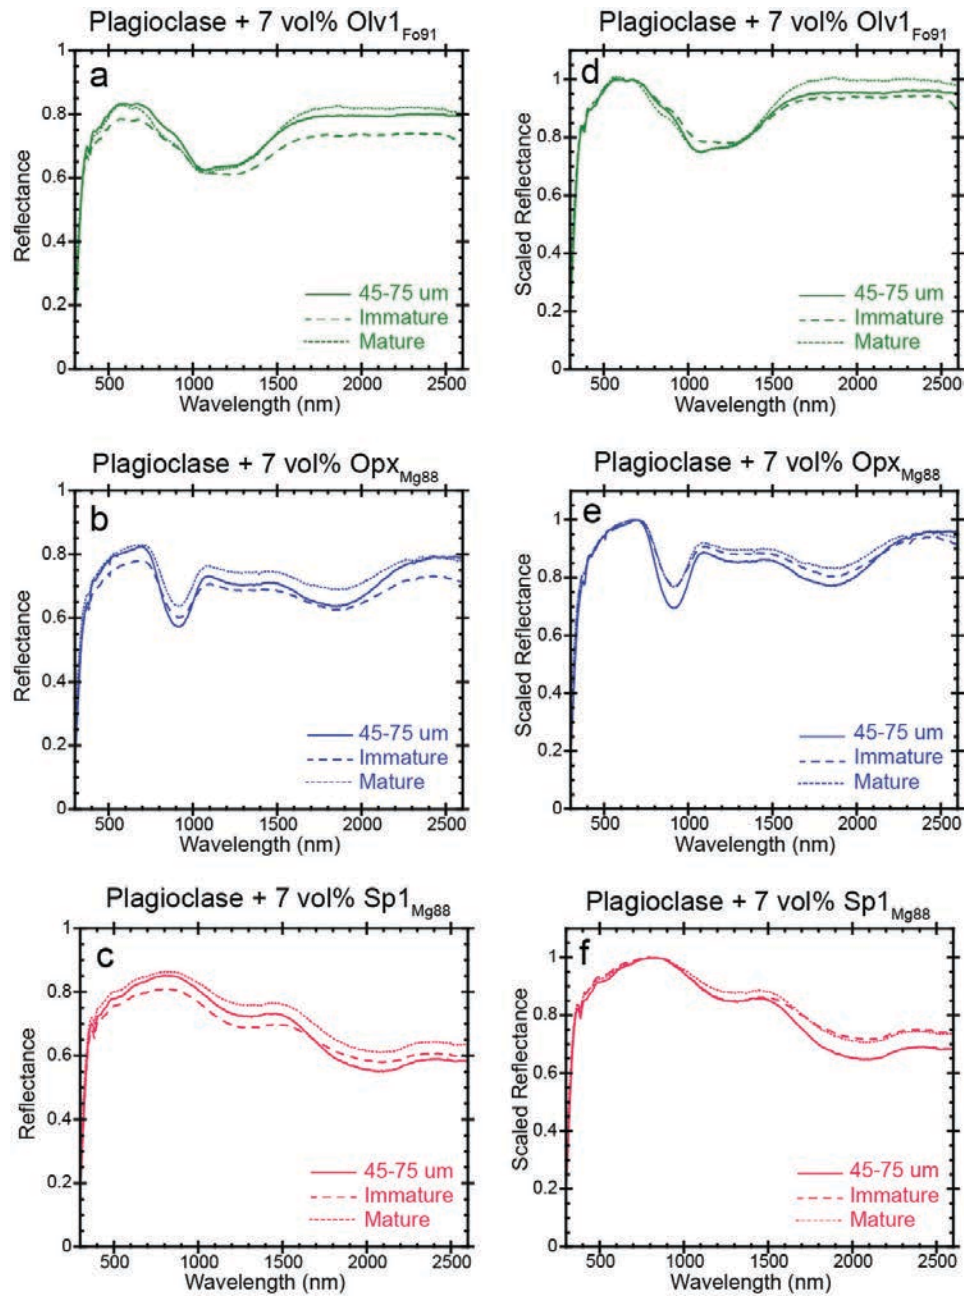 Plagioclase + 7 vol% Olv1Fo91
a
1
0.8
0.6
0.4
0.2
0
Reflectance
500 1000 1500 2000 2500
Wavelength (nm)
45-75 um
Immature
Mature
Plagioclase + 7 vol% Olv1Fo91
d
1
0.8
0.6
0.4
0.2
0
Scaled Reflectance
500 1000 1500 2000 2500
Wavelength (nm)
45-75 um
Immature
Mature
Plagioclase + 7 vol% OpxMg88
b
1
0.8
0.6
0.4
0.2
0
Reflectance
500 1000 1500 2000 2500
Wavelength (nm)
45-75 um
Immature
Mature
Plagioclase + 7 vol% OpxMg88
e
1
0.8
0.6
0.4
0.2
0
Scaled Reflectance
500 1000 1500 2000 2500
Wavelength (nm)
45-75 um
Immature
Mature
Plagioclase + 7 vol% Sp1Mg88
c
1
0.8
0.6
0.4
0.2
0
Reflectance
500 1000 1500 2000 2500
Wavelength (nm)
45-75 um
Immature
Mature
Plagioclase + 7 vol% Sp1Mg88
f
1
0.8
0.6
0.4
0.2
0
Scaled Reflectance
500 1000 1500 2000 2500
Wavelength (nm)
45-75 um
Immature
Mature